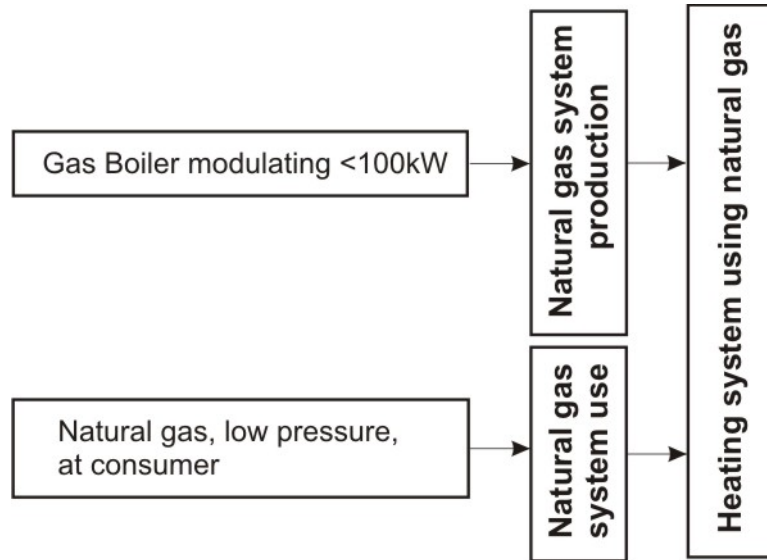 Gas Boiler modulating <100kW
Natural gas system
production
Natural gas, low pressure,
at consumer
Natural gas
system use
Heating system using natural gas